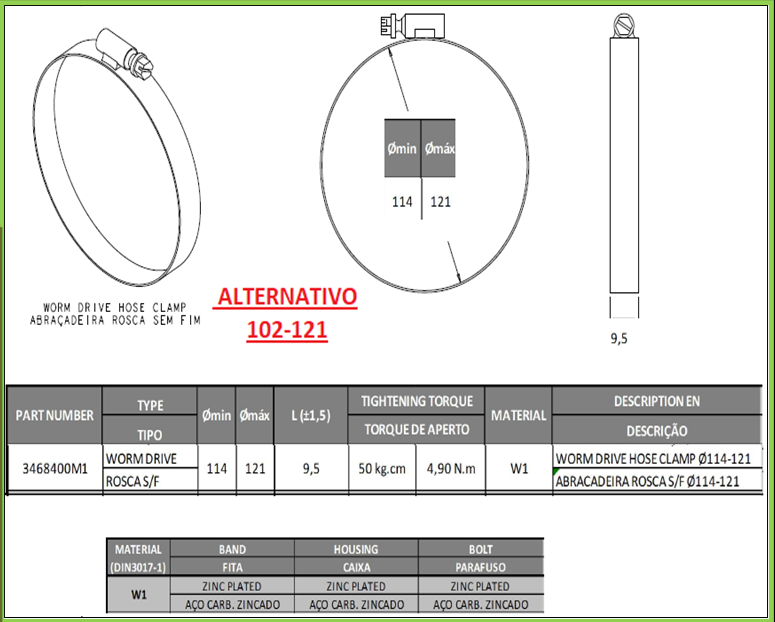 Ømin Ømáx
114 121
WORM DRIVE HOSE CLAMP
ABRAÇADEIRA ROSCA SEM FIM
ALTERNATIVO
102-121
9,5
PART NUMBER TYPE Ømin Ømáx L (±1,5) TIGHTENING TORQUE MATERIAL DESCRIPTION EN
TIPO TORQUE DE APERTO DESCRIÇÃO
3468400M1 WORM DRIVE 114 121 9,5 50 kg.cm 4,90 N.m W1 WORM DRIVE HOSE CLAMP Ø114-121
ROSCA S/F ABRACADEIRA ROSCA S/F Ø114-121
MATERIAL BAND HOUSING BOLT
(DIN3017-1) FITA CAIXA PARAFUSO
W1 ZINC PLATED ZINC PLATED ZINC PLATED
AÇO CARB. ZINCADO AÇO CARB. ZINCADO AÇO CARB. ZINCADO